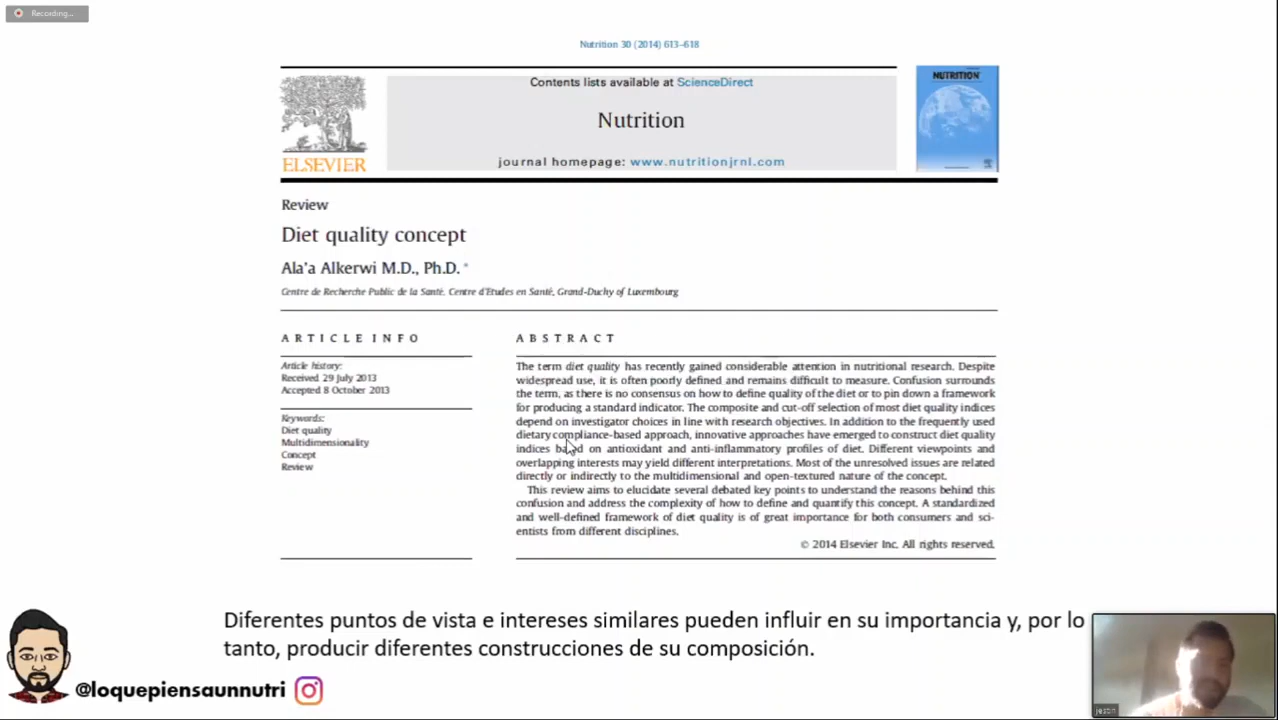 Recording...
Nutrition 30 (2014) 613–618
Contents lists available at ScienceDirect
Nutrition
journal homepage: www.nutritionjrnl.com
ELSEVIER
NUTRITION
Review
Diet quality concept
Ala'a Alkerwi M.D., Ph.D. *
Centre de Recherche Public de la Santé, Centre d'Etudes en Santé, Grand-Duchy of Luxembourg
ARTICLE INFO
Article history:
Received 29 July 2013
Accepted 8 October 2013
Keywords:
Diet quality
Multidimensionality
Concept
Review
ABSTRACT
The term diet quality has recently gained considerable attention in nutritional research. Despite
widespread use, it is often poorly defined and remains difficult to measure. Confusion surrounds
the term, as there is no consensus on how to define quality of the diet or to pin down a framework
for producing a standard indicator. The composite and cut-off selection of most diet quality indices
depend on investigator choices in line with research objectives. In addition to the frequently used
dietary compliance-based approach, innovative approaches have emerged to construct diet quality
indices based on antioxidant and anti-inflammatory profiles of diet. Different viewpoints and
overlapping interests may yield different interpretations. Most of the unresolved issues are related
directly or indirectly to the multidimensional and open-textured nature of the concept.
This review aims to elucidate several debated key points to understand the reasons behind this
confusion and address the complexity of how to define and quantify this concept. A standardized
and well-defined framework of diet quality is of great importance for both consumers and sci-
entists from different disciplines.
© 2014 Elsevier Inc. All rights reserved.
Diferentes puntos de vista e intereses similares pueden influir en su importancia y, por lo
tanto, producir diferentes construcciones de su composición.
@loquepiensaunnutri